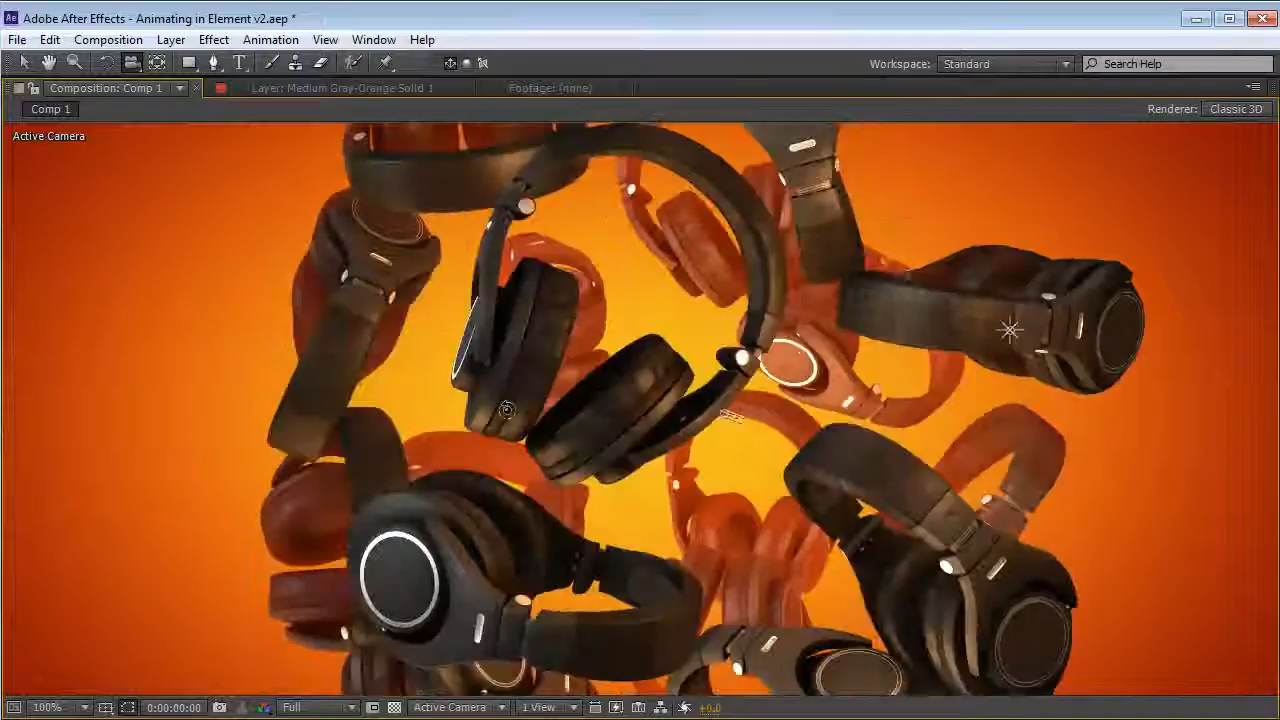 Adobe After Effects - Animating in Element v2.aep *
File Edit Composition Layer Effect Animation View Window Help
T Workspace: Standard Search Help
Composition: Comp 1 Layer: Medium Gray-Orange Solid 1 Footage: (none)
Comp 1 Renderer: Classic 3D
Active Camera
100% 0:00:00:00 Full Active Camera 1 View +0.0